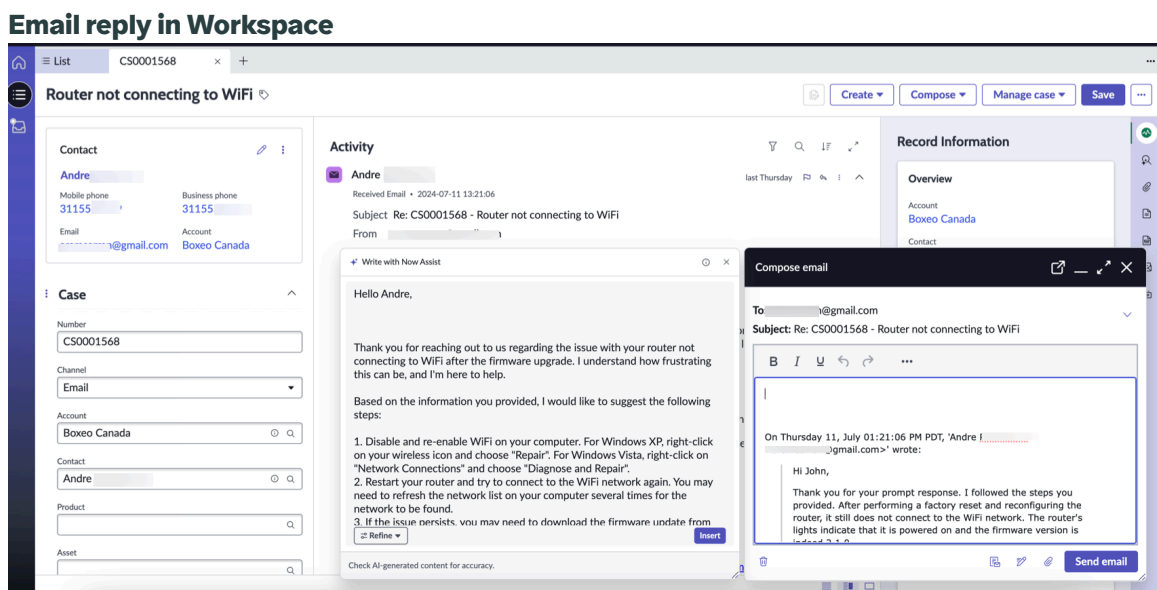 Email reply in Workspace
List
CS0001568
Router not connecting to WiFi
Create
Compose
Manage case
Save
Contact
Andre
Mobile phone
Business phone
31155
31155
Email
Account
@gmail.com
Boxeo Canada
Case
Number
CS0001568
Channel
Email
Account
Boxeo Canada
Contact
Andre
Product
Asset
Activity
Andre
last Thursday
Received Email • 2024-07-11 13:21:06
Subject Re: CS0001568 - Router not connecting to WiFi
From
Write with Now Assist
Hello Andre,
Thank you for reaching out to us regarding the issue with your router not
connecting to WiFi after the firmware upgrade. I understand how frustrating
this can be, and I'm here to help.
Based on the information you provided, I would like to suggest the following
steps:
1. Disable and re-enable WiFi on your computer. For Windows XP, right-click
on your wireless icon and choose "Repair". For Windows Vista, right-click on
"Network Connections" and choose "Diagnose and Repair".
2. Restart your router and try to connect to the WiFi network again. You may
need to refresh the network list on your computer several times for the
network to be found.
3. If the issue persists, you may need to download the firmware update from
Refine
Insert
Check AI-generated content for accuracy.
Record Information
Overview
Account
Boxeo Canada
Contact
Compose email
To @gmail.com
Subject: Re: CS0001568 - Router not connecting to WiFi
B I U
On Thursday 11, July 01:21:06 PM PDT, 'Andre
@gmail.com>' wrote:
Hi John,
Thank you for your prompt response. I followed the steps you
provided. After performing a factory reset and reconfiguring the
router, it still does not connect to the WiFi network. The router's
lights indicate that it is powered on and the firmware version is
indeed 2.1.0
Send email